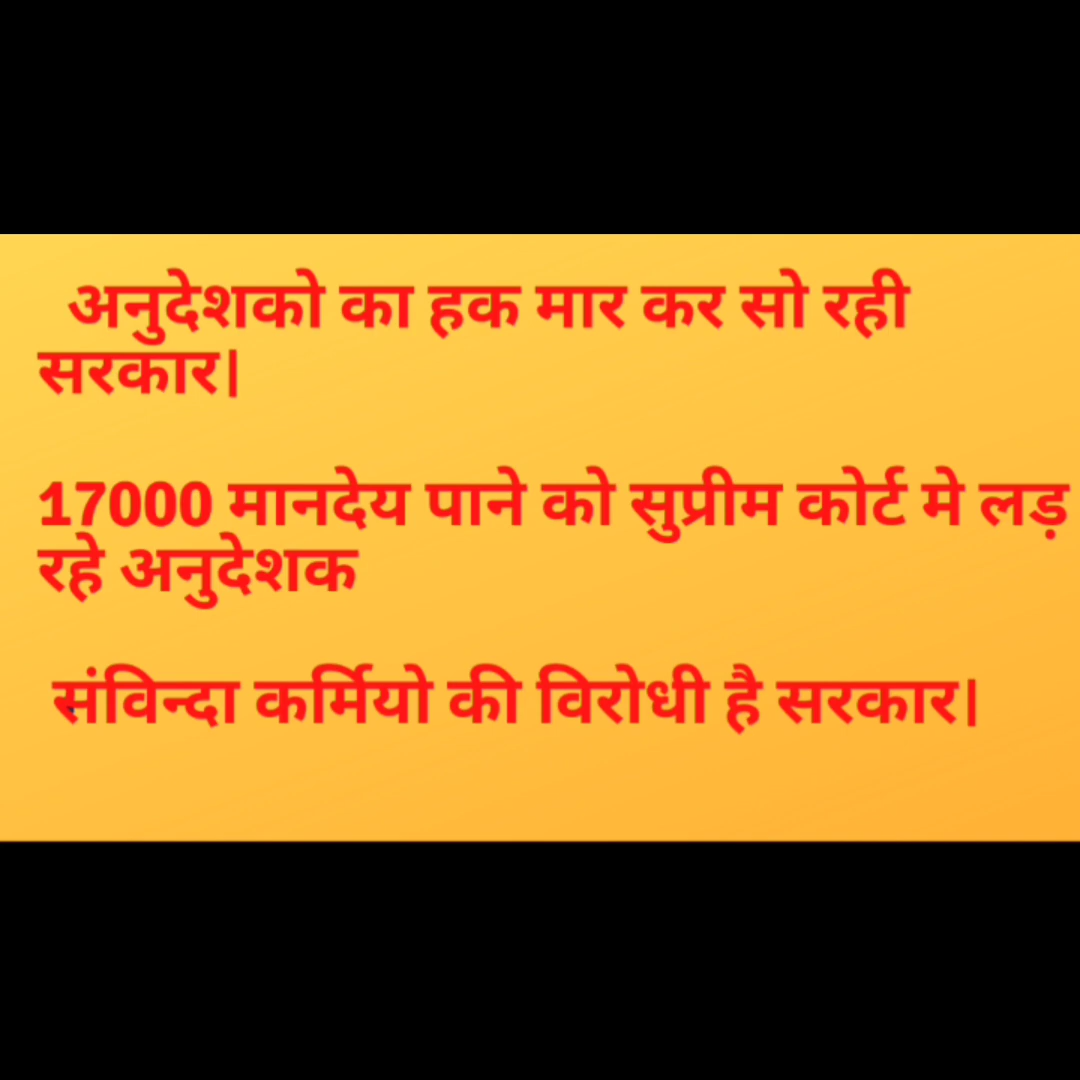 अनुदेशको का हक मार कर सो रही
सरकार।
17000 मानदेय पाने को सुप्रीम कोर्ट मे लड़
रहे अनुदेशक
संविन्दा कर्मियो की विरोधी है सरकार।